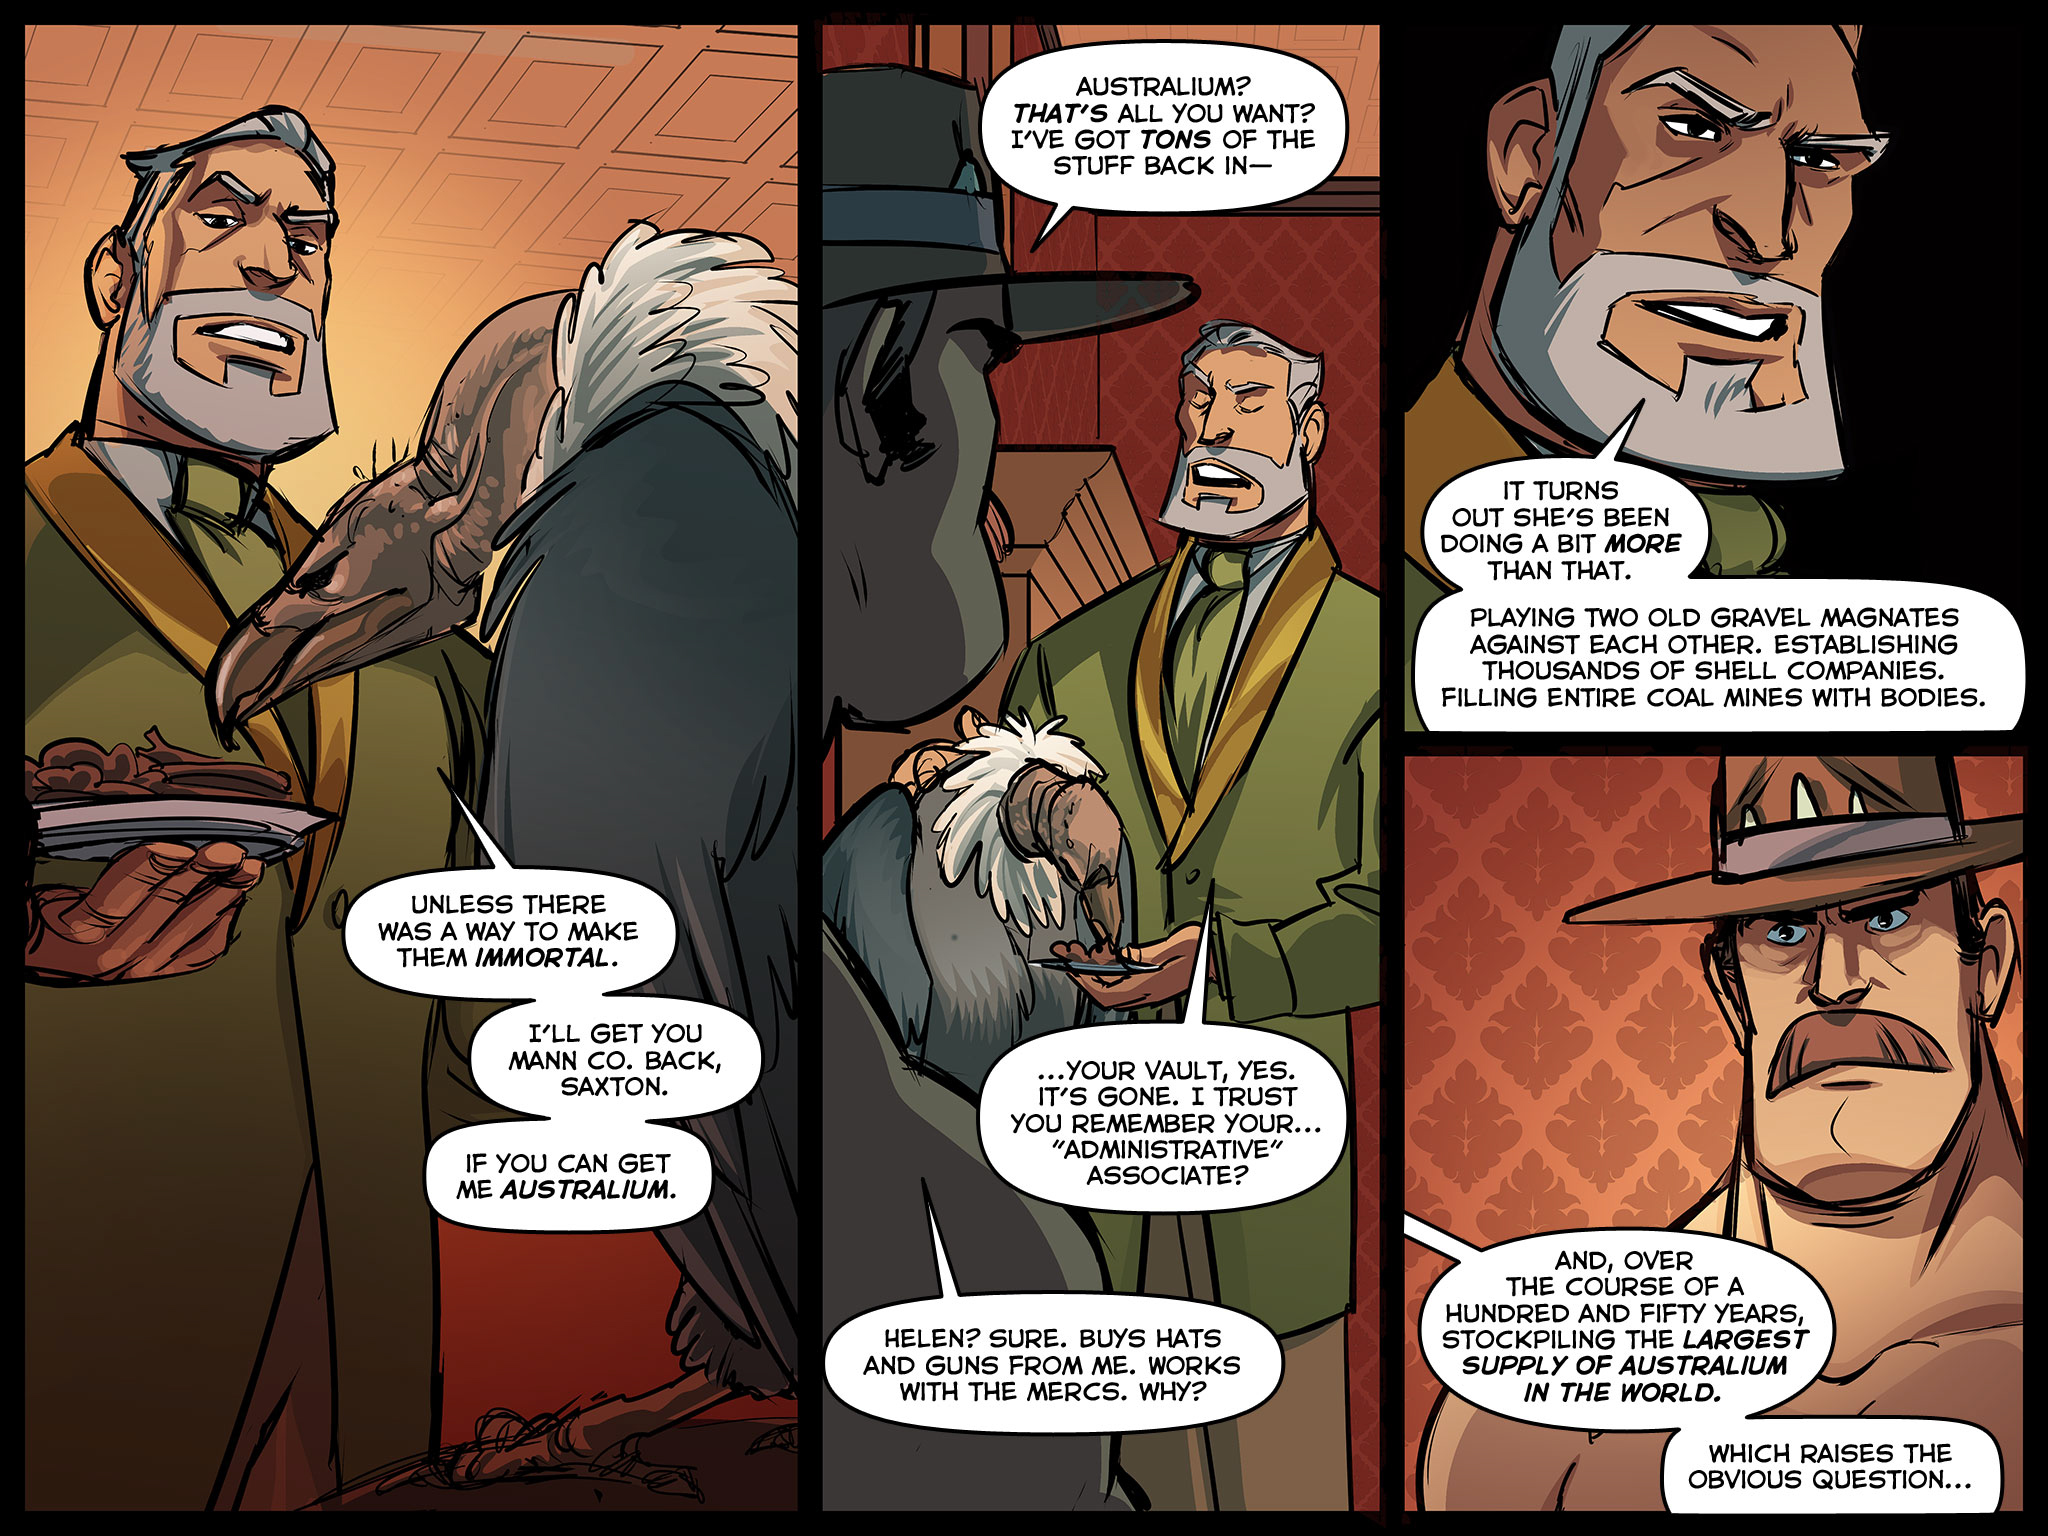 UNLESS THERE
WAS A WAY TO MAKE
THEM IMMORTAL.
I'LL GET YOU
MANN CO. BACK,
SAXTON.
IF YOU CAN GET
ME AUSTRALIUM.
AUSTRALIUM?
THAT'S ALL YOU WANT?
I'VE GOT TONS OF THE
STUFF BACK IN—
...YOUR VAULT, YES.
IT'S GONE. I TRUST
YOU REMEMBER YOUR...
"ADMINISTRATIVE"
ASSOCIATE?
HELEN? SURE. BUYS HATS
AND GUNS FROM ME. WORKS
WITH THE MERCS. WHY?
IT TURNS
OUT SHE'S BEEN
DOING A BIT MORE
THAN THAT.
PLAYING TWO OLD GRAVEL MAGNATES
AGAINST EACH OTHER. ESTABLISHING
THOUSANDS OF SHELL COMPANIES.
FILLING ENTIRE COAL MINES WITH BODIES.
AND, OVER
THE COURSE OF A
HUNDRED AND FIFTY YEARS,
STOCKPILING THE LARGEST
SUPPLY OF AUSTRALIUM
IN THE WORLD.
WHICH RAISES THE
OBVIOUS QUESTION...